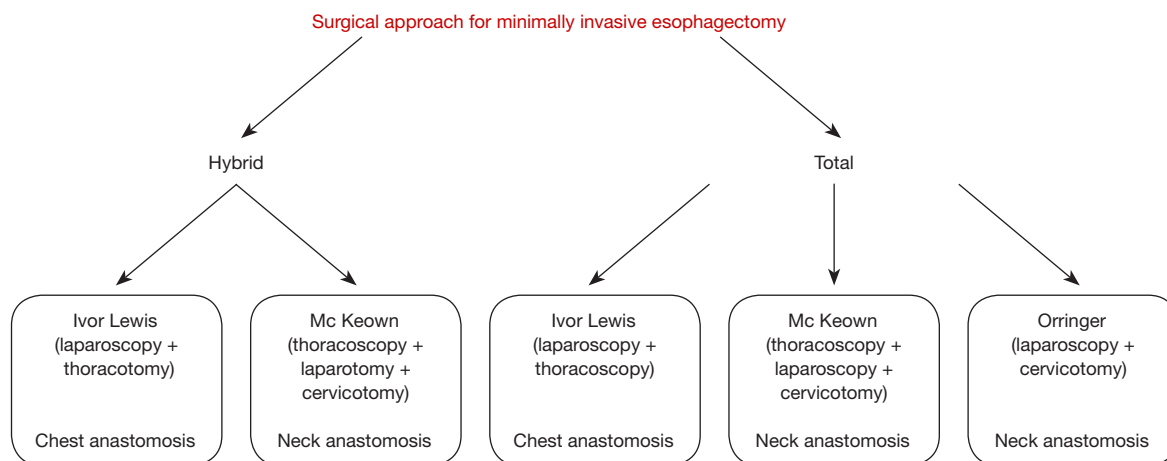 Surgical approach for minimally invasive esophagectomy
Hybrid
Total
Ivor Lewis
(laparoscopy +
thoracotomy)
Chest anastomosis
Mc Keown
(thoracoscopy +
laparotomy +
cervicotomy)
Neck anastomosis
Ivor Lewis
(laparoscopy +
thoracoscopy)
Chest anastomosis
Mc Keown
(thoracoscopy +
laparoscopy +
cervicotomy)
Neck anastomosis
Orringer
(laparoscopy +
cervicotomy)
Neck anastomosis